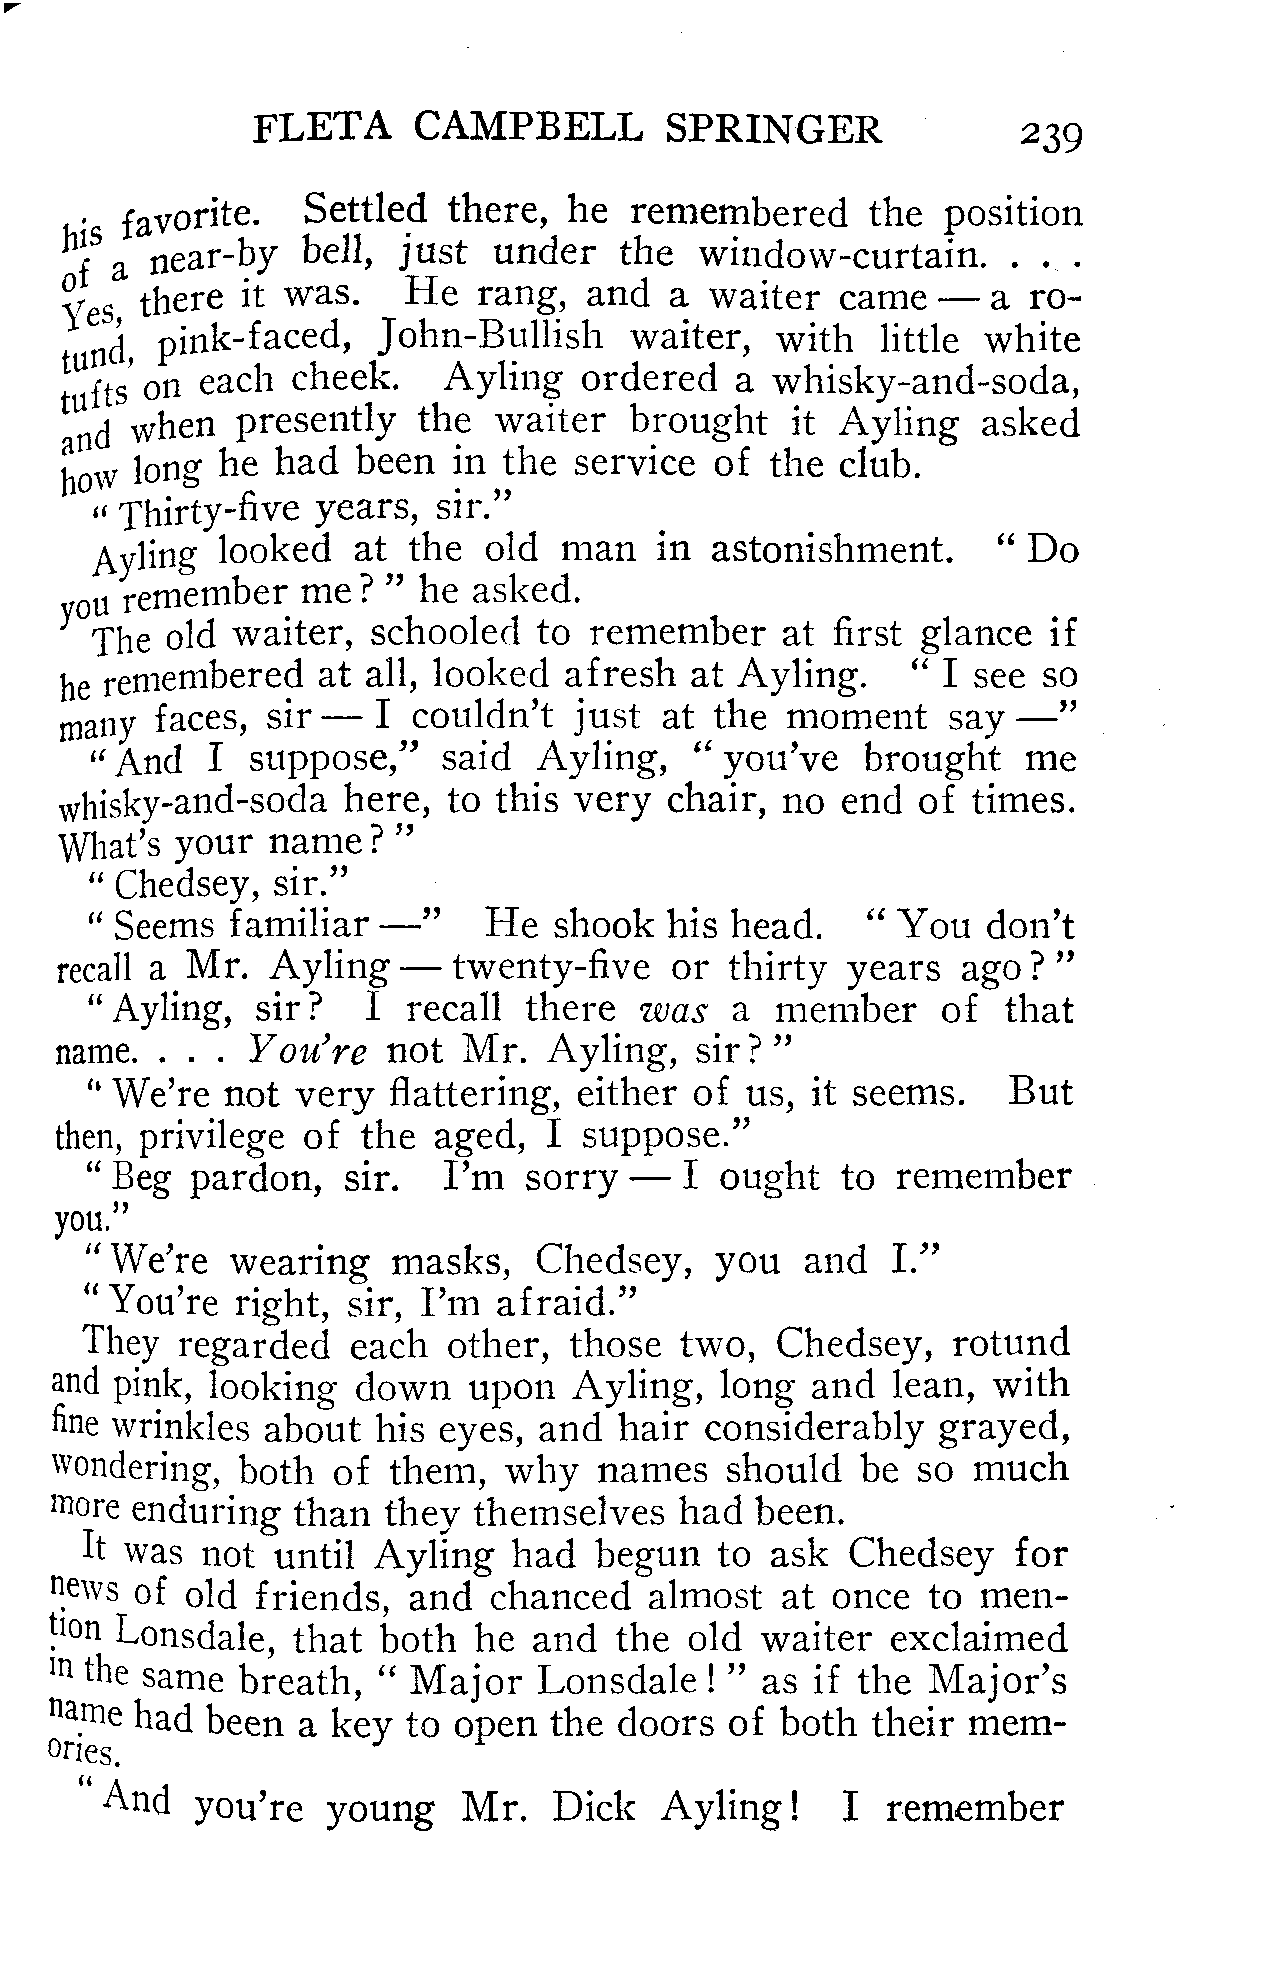 FLETA CAMPBELL SPRINGER 239
his favorite. Settled there, he remembered the position
of a near-by bell, just under the window-curtain. . . .
Yes, there it was. He rang, and a waiter came — a ro-
tund, pink-faced, John-Bullish waiter, with little white
tufts on each cheek. Ayling ordered a whisky-and-soda,
and when presently the waiter brought it Ayling asked
how long he had been in the service of the club.
“ Thirty-five years, sir.”
Ayling looked at the old man in astonishment. “ Do
you remember me? ” he asked.
The old waiter, schooled to remember at first glance if
he remembered at all, looked afresh at Ayling. “ I see so
many faces, sir — I couldn’t just at the moment say —”
“ And I suppose,” said Ayling, “ you’ve brought me
whisky-and-soda here, to this very chair, no end of times.
What’s your name? ”
“ Chedsey, sir.”
“ Seems familiar —” He shook his head. “ You don’t
recall a Mr. Ayling — twenty-five or thirty years ago? ”
“ Ayling, sir? I recall there was a member of that
name. . . . You’re not Mr. Ayling, sir? ”
“ We’re not very flattering, either of us, it seems. But
then, privilege of the aged, I suppose.”
“ Beg pardon, sir. I’m sorry — I ought to remember
you.”
“ We’re wearing masks, Chedsey, you and I.”
“ You’re right, sir, I’m afraid.”
They regarded each other, those two, Chedsey, rotund
and pink, looking down upon Ayling, long and lean, with
fine wrinkles about his eyes, and hair considerably grayed,
wondering, both of them, why names should be so much
more enduring than they themselves had been.
It was not until Ayling had begun to ask Chedsey for
news of old friends, and chanced almost at once to men-
tion Lonsdale, that both he and the old waiter exclaimed
in the same breath, “ Major Lonsdale! ” as if the Major’s
name had been a key to open the doors of both their mem-
ories.
“ And you’re young Mr. Dick Ayling! I remember